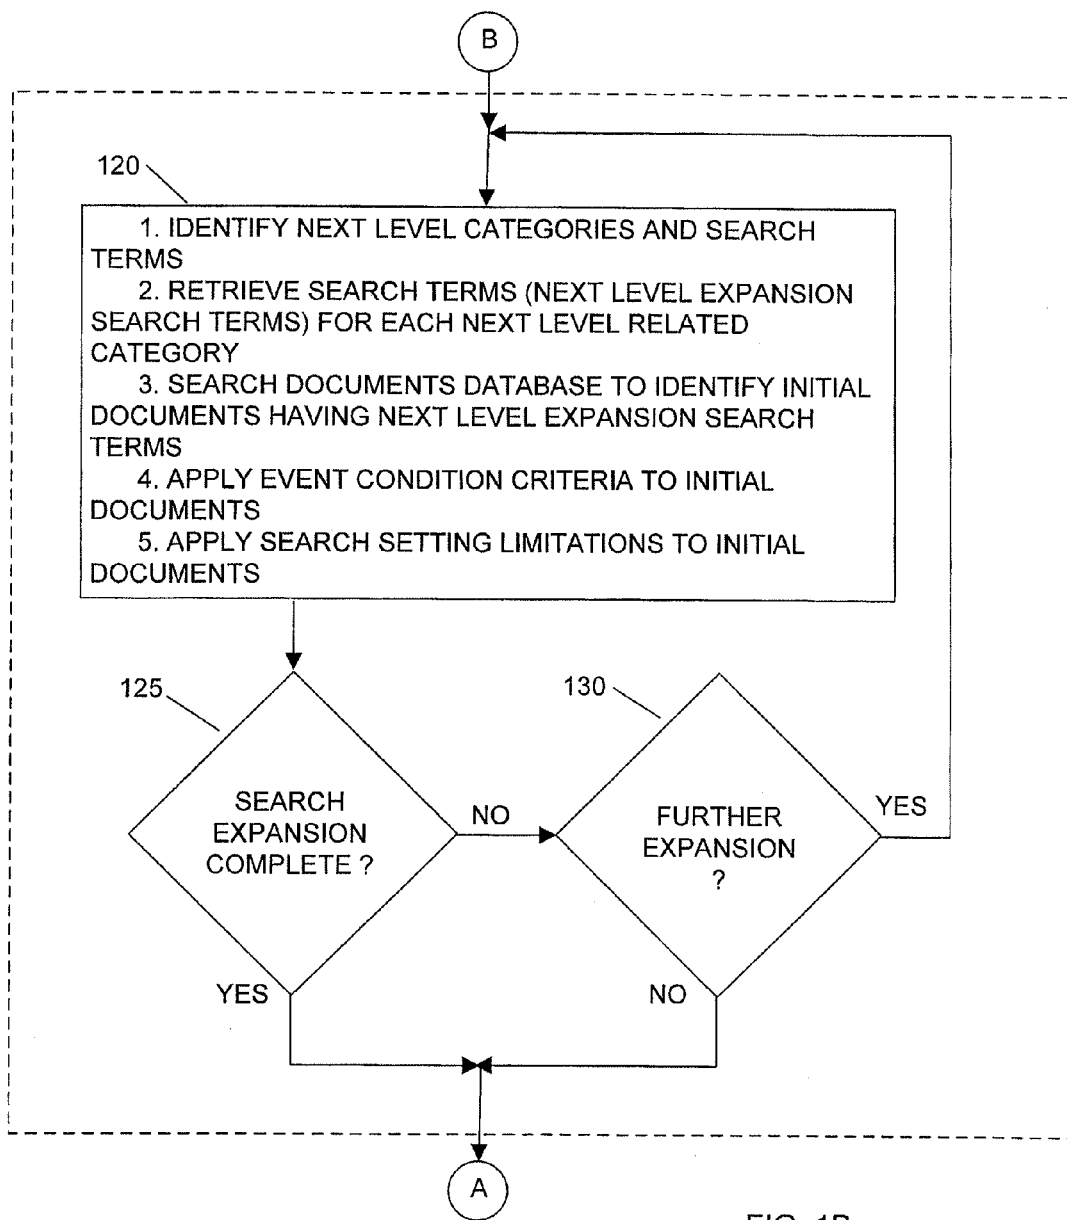 B
120
1. IDENTIFY NEXT LEVEL CATEGORIES AND SEARCH
TERMS
2. RETRIEVE SEARCH TERMS (NEXT LEVEL EXPANSION
SEARCH TERMS) FOR EACH NEXT LEVEL RELATED
CATEGORY
3. SEARCH DOCUMENTS DATABASE TO IDENTIFY INITIAL
DOCUMENTS HAVING NEXT LEVEL EXPANSION SEARCH
TERMS
4. APPLY EVENT CONDITION CRITERIA TO INITIAL
DOCUMENTS
5. APPLY SEARCH SETTING LIMITATIONS TO INITIAL
DOCUMENTS
125
SEARCH
EXPANSION
COMPLETE ?
NO
130
FURTHER
EXPANSION
?
YES
YES
NO
A